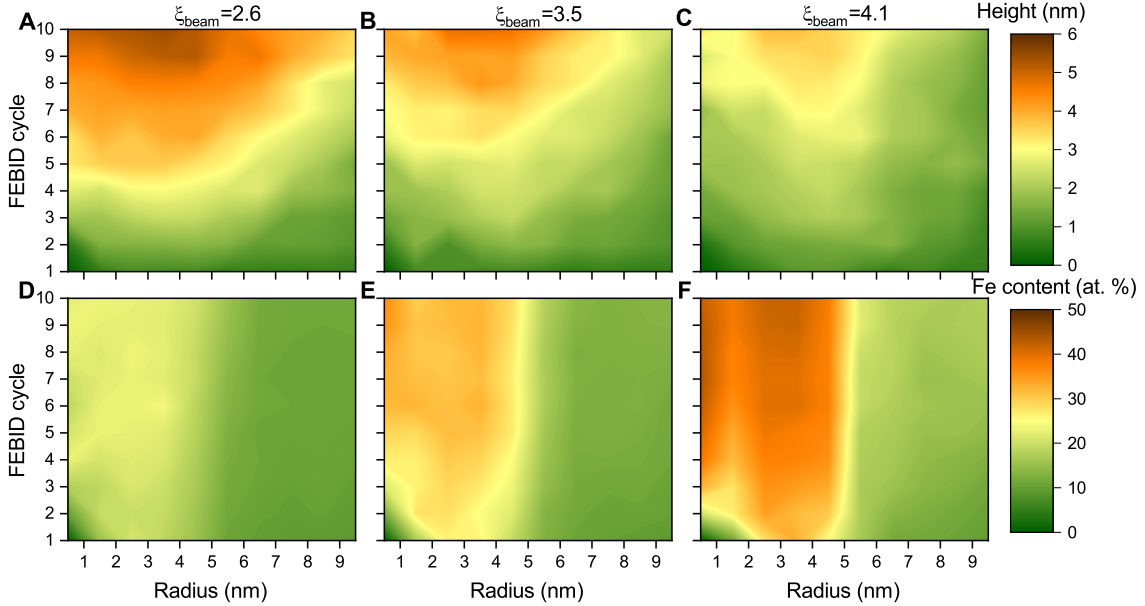 A
ξbeam=2.6
B
ξbeam=3.5
C
ξbeam=4.1
Height (nm)
10
9
8
7
6
5
4
3
2
1
FEBID cycle
6
5
4
3
2
1
0
D
E
F
Fe content (at. %)
10
9
8
7
6
5
4
3
2
1
FEBID cycle
50
40
30
20
10
0
1 2 3 4 5 6 7 8 9
1 2 3 4 5 6 7 8 9
1 2 3 4 5 6 7 8 9
Radius (nm)
Radius (nm)
Radius (nm)